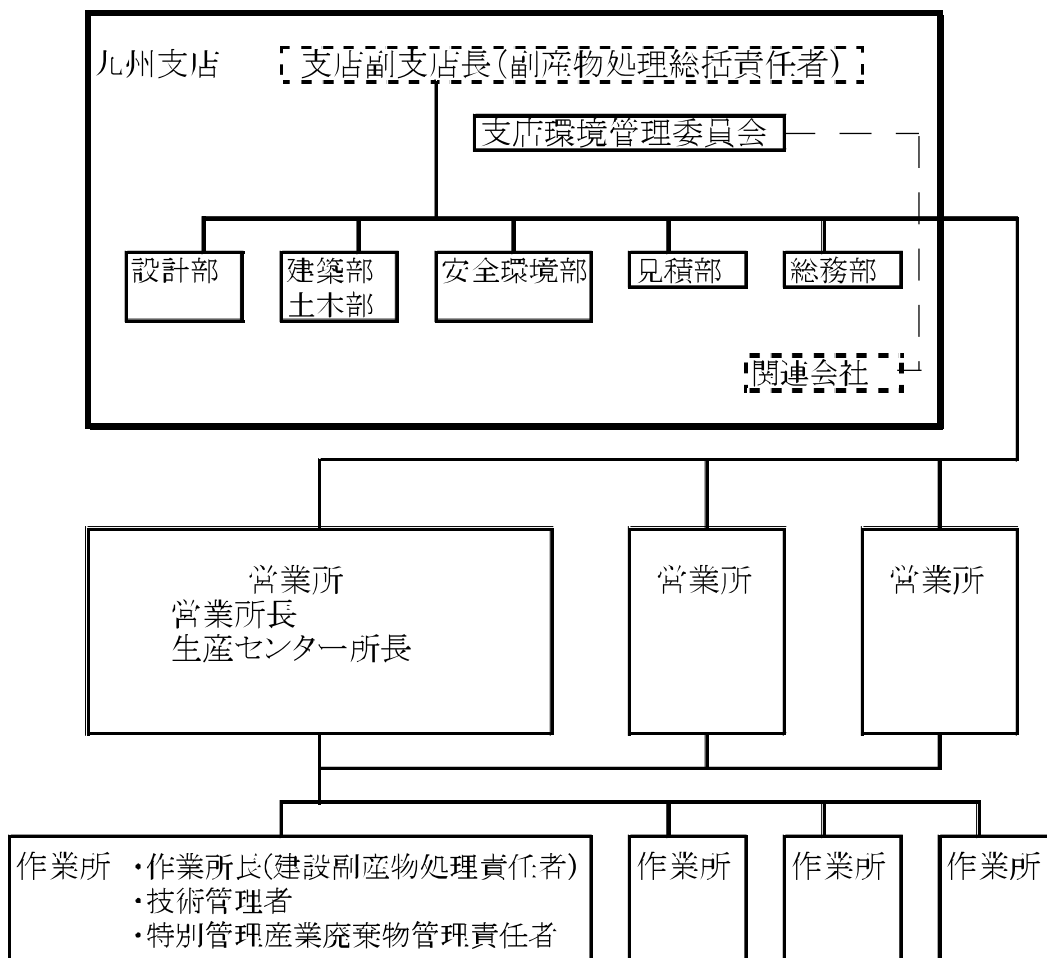 九州支店 支店副支店長(副産物処理総括責任者)
支店環境管理委員会
設計部 建築部 安全環境部 見積部 総務部
土木部
関連会社
営業所 営業所 営業所
営業所長
生産センター所長
作業所 ・作業所長(建設副産物処理責任者) 作業所 作業所 作業所
・技術管理者
・特別管理産業廃棄物管理責任者